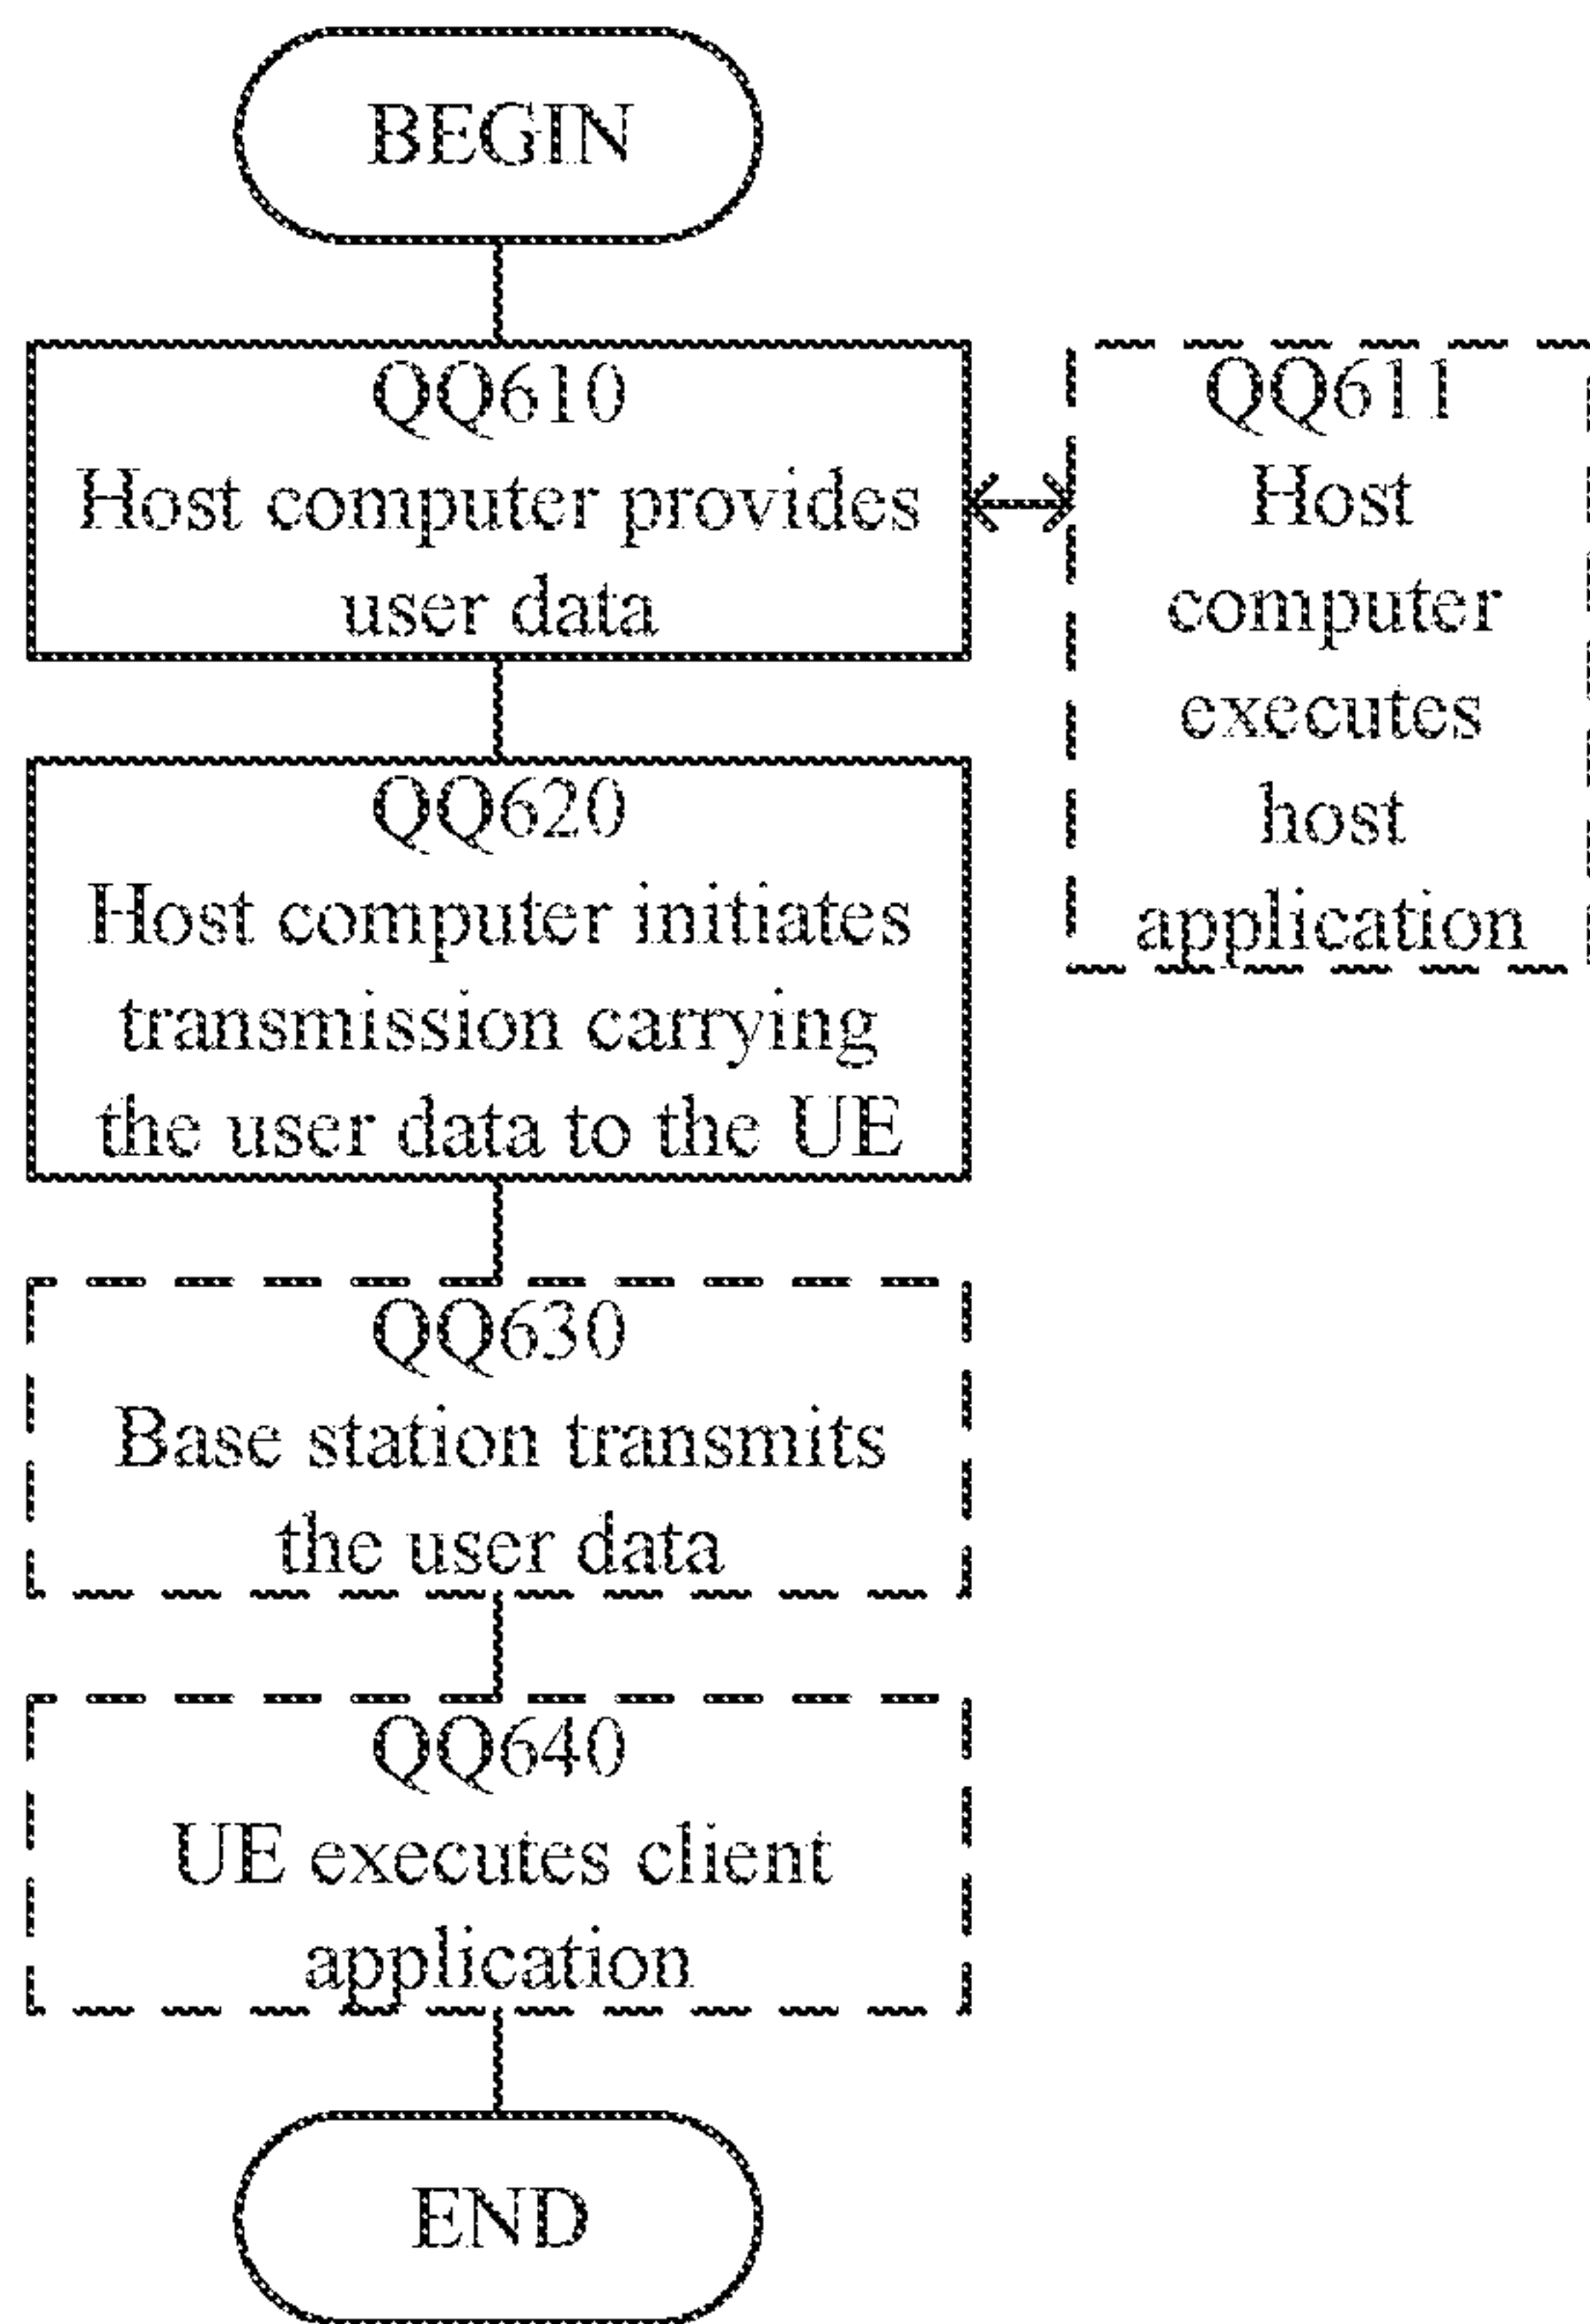 BEGIN
QQ610
Host computer provides
user data
QQ611
Host
computer
executes
host
application
QQ620
Host computer initiates
transmission carrying
the user data to the UE
QQ630
Base station transmits
the user data
QQ640
UE executes client
application
END